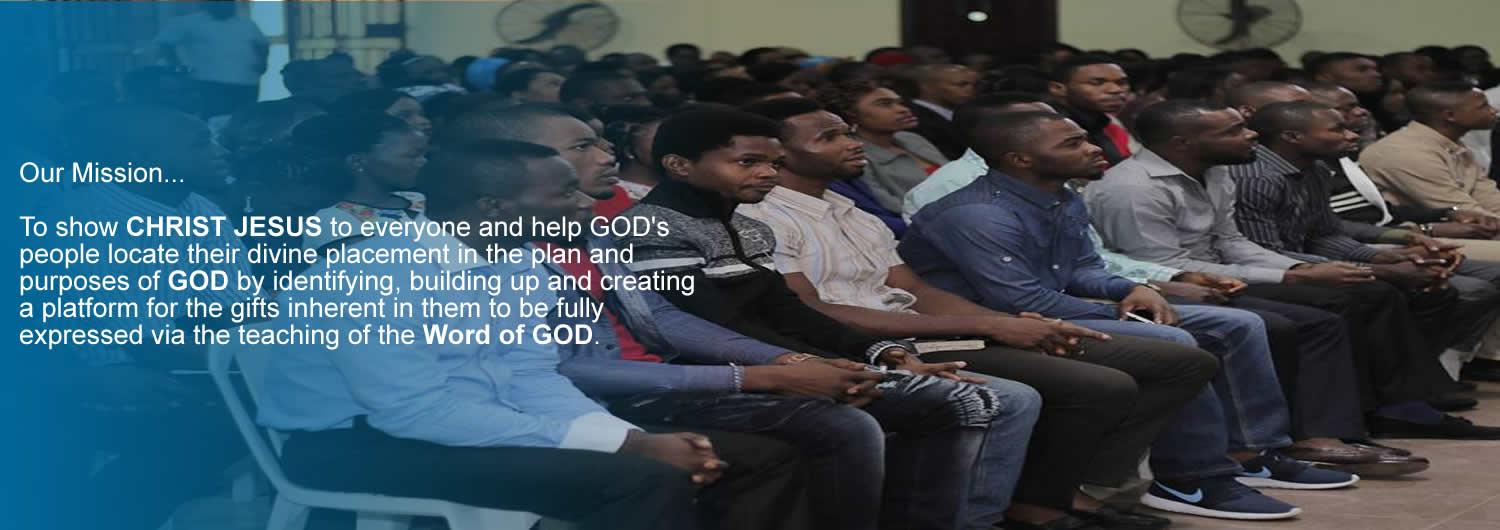 Our Mission...
To show CHRIST JESUS to everyone and help GOD's
people locate their divine placement in the plan and
purposes of GOD by identifying, building up and creating
a platform for the gifts inherent in them to be fully
expressed via the teaching of the Word of GOD.